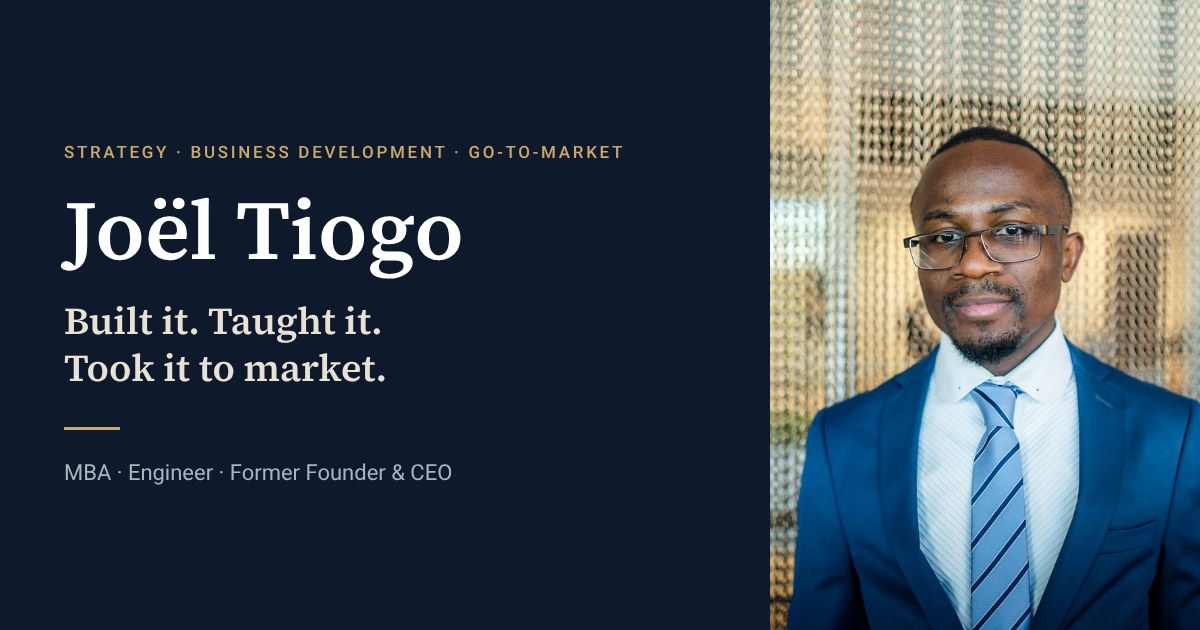 STRATEGY · BUSINESS DEVELOPMENT · GO-TO-MARKET
Joël Tiogo
Built it. Taught it.
Took it to market.
MBA · Engineer · Former Founder & CEO